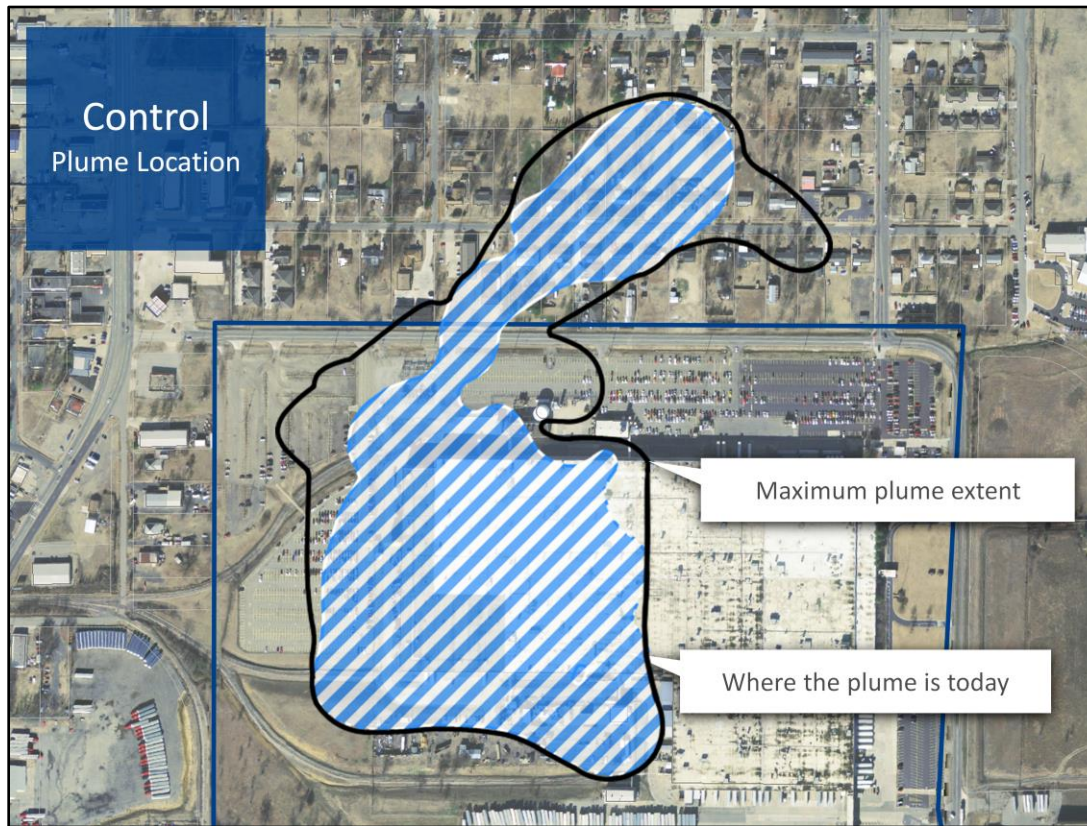 Control
Plume Location
Maximum plume extent
Where the plume is today